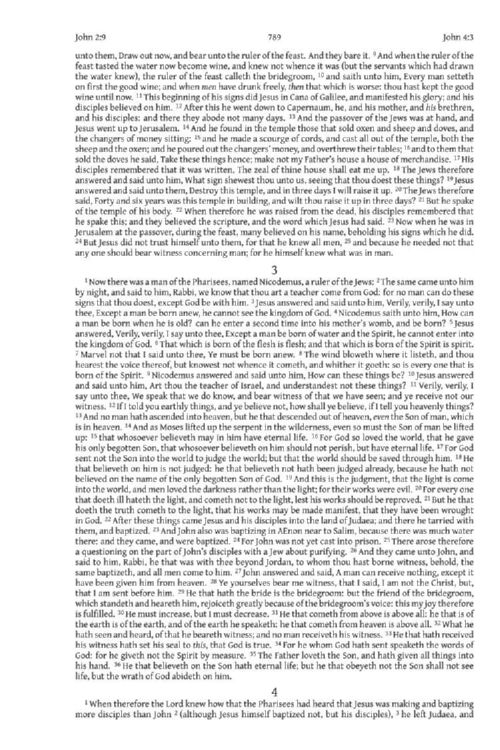 John 2:9 789 John 4:3
unto them, Draw out now, and bear unto the ruler of the feast. And they bare it. 9 And when the ruler of the
feast tasted the water now become wine, and knew not whence it was (but the servants which had drawn
the water knew), the ruler of the feast calleth the bridegroom, 10 and saith unto him, Every man setteth
on first the good wine; and when men have drunk freely, then that which is worse: thou hast kept the good
wine until now. 11 This beginning of his signs did Jesus in Cana of Galilee, and manifested his glory; and his
disciples believed on him. 12 After this he went down to Capernaum, he, and his mother, and his brethren,
and his disciples: and there they abode not many days. 13 And the passover of the Jews was at hand, and
Jesus went up to Jerusalem. 14 And he found in the temple those that sold oxen and sheep and doves, and
the changers of money sitting: 15 and he made a scourge of cords, and cast all out of the temple, both the
sheep and the oxen; and he poured out the changers' money, and overthrew their tables; 16 and to them that
sold the doves he said, Take these things hence; make not my Father's house a house of merchandise. 17 His
disciples remembered that it was written, The zeal of thine house shall eat me up. 18 The Jews therefore
answered and said unto him, What sign shewest thou unto us, seeing that thou doest these things? 19 Jesus
answered and said unto them, Destroy this temple, and in three days I will raise it up. 20 The Jews therefore
said, Forty and six years was this temple in building, and wilt thou raise it up in three days? 21 But he spake
of the temple of his body. 22 When therefore he was raised from the dead, his disciples remembered that
he spake this; and they believed the scripture, and the word which Jesus had said. 23 Now when he was in
Jerusalem at the passover, during the feast, many believed on his name, beholding his signs which he did.
24 But Jesus did not trust himself unto them, for that he knew all men, 25 and because he needed not that
any one should bear witness concerning man; for he himself knew what was in man.
3
1 Now there was a man of the Pharisees, named Nicodemus, a ruler of the Jews: 2 The same came unto him
by night, and said to him, Rabbi, we know that thou art a teacher come from God: for no man can do these
signs that thou doest, except God be with him. 3 Jesus answered and said unto him, Verily, verily, I say unto
thee, Except a man be born anew, he cannot see the kingdom of God. 4 Nicodemus saith unto him, How can
a man be born when he is old? can he enter a second time into his mother's womb, and be born? 5 Jesus
answered, Verily, verily, I say unto thee, Except a man be born of water and the Spirit, he cannot enter into
the kingdom of God. 6 That which is born of the flesh is flesh; and that which is born of the Spirit is spirit.
7 Marvel not that I said unto thee, Ye must be born anew. 8 The wind bloweth where it listeth, and thou
hearest the voice thereof, but knowest not whence it cometh, and whither it goeth: so is every one that is
born of the Spirit. 9 Nicodemus answered and said unto him, How can these things be? 10 Jesus answered
and said unto him, Art thou the teacher of Israel, and understandest not these things? 11 Verily, verily, I
say unto thee, We speak that we do know, and bear witness of that we have seen; and ye receive not our
witness. 12 If I told you earthly things, and ye believe not, how shall ye believe, if I tell you heavenly things?
13 And no man hath ascended into heaven, but he that descended out of heaven, even the Son of man, which
is in heaven. 14 And as Moses lifted up the serpent in the wilderness, even so must the Son of man be lifted
up: 15 that whosoever believeth may in him have eternal life. 16 For God so loved the world, that he gave
his only begotten Son, that whosoever believeth on him should not perish, but have eternal life. 17 For God
sent not the Son into the world to judge the world; but that the world should be saved through him. 18 He
that believeth on him is not judged: he that believeth not hath been judged already, because he hath not
believed on the name of the only begotten Son of God. 19 And this is the judgment, that the light is come
into the world, and men loved the darkness rather than the light; for their works were evil. 20 For every one
that doeth ill hateth the light, and cometh not to the light, lest his works should be reproved. 21 But he that
doeth the truth cometh to the light, that his works may be made manifest, that they have been wrought
in God. 22 After these things came Jesus and his disciples into the land of Judaea; and there he tarried with
them, and baptized. 23 And John also was baptizing in AEnon near to Salim, because there was much water
there: and they came, and were baptized. 24 For John was not yet cast into prison. 25 There arose therefore
a questioning on the part of John's disciples with a Jew about purifying. 26 And they came unto John, and
said to him, Rabbi, he that was with thee beyond Jordan, to whom thou hast borne witness, behold, the
same baptizeth, and all men come to him. 27 John answered and said, A man can receive nothing, except it
have been given him from heaven. 28 Ye yourselves bear me witness, that I said, I am not the Christ, but,
that I am sent before him. 29 He that hath the bride is the bridegroom: but the friend of the bridegroom,
which standeth and heareth him, rejoiceth greatly because of the bridegroom's voice: this my joy therefore
is fulfilled. 30 He must increase, but I must decrease. 31 He that cometh from above is above all: he that is of
the earth is of the earth, and of the earth he speaketh: he that cometh from heaven is above all. 32 What he
hath seen and heard, of that he beareth witness; and no man receiveth his witness. 33 He that hath received
his witness hath set his seal to this, that God is true. 34 For he whom God hath sent speaketh the words of
God: for he giveth not the Spirit by measure. 35 The Father loveth the Son, and hath given all things into
his hand. 36 He that believeth on the Son hath eternal life; but he that obeyeth not the Son shall not see
life, but the wrath of God abideth on him.
4
1 When therefore the Lord knew how that the Pharisees had heard that Jesus was making and baptizing
more disciples than John 2 (although Jesus himself baptized not, but his disciples), 3 he left Judaea, and